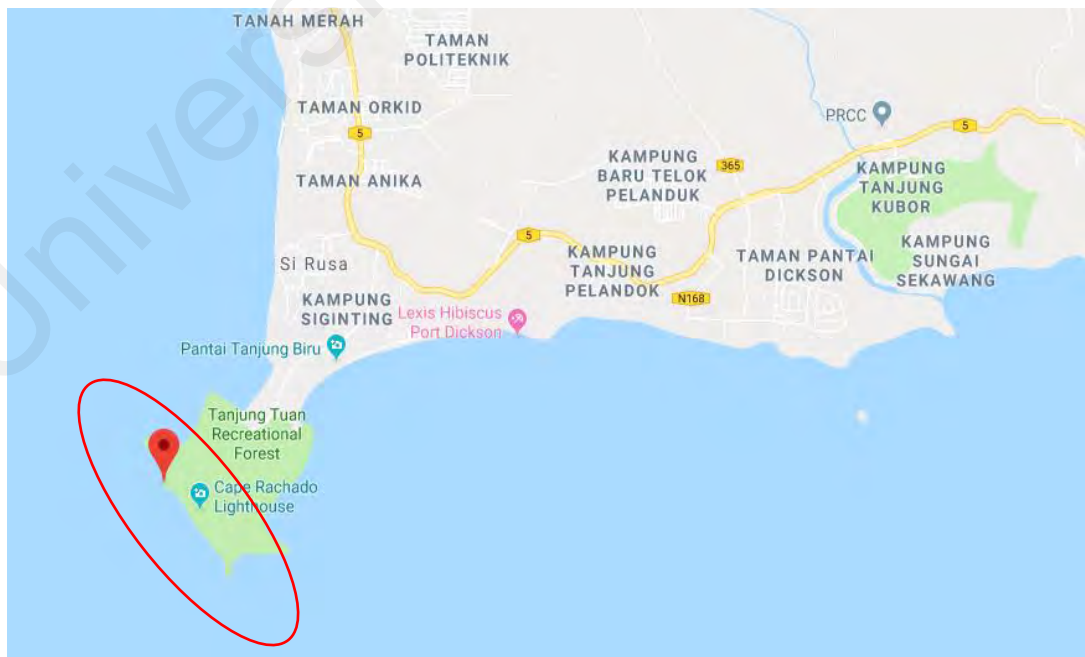 TANAH MERAH
TAMAN
POLITEKNIK
TAMAN ORKID
PRCC
5
5
KAMPUNG
BARU TELOK
PELANDUK
365
KAMPUNG
TANJUNG
KUBOR
TAMAN ANIKA
5
KAMPUNG
TANJUNG
PELANDOK
TAMAN PANTAI
DICKSON
KAMPUNG
SUNGAI
SEKAWANG
Si Rusa
N168
KAMPUNG
SIGINTING
Lexis Hibiscus
Port Dickson
Pantai Tanjung Biru
Tanjung Tuan
Recreational
Forest
Cape Rachado
Lighthouse